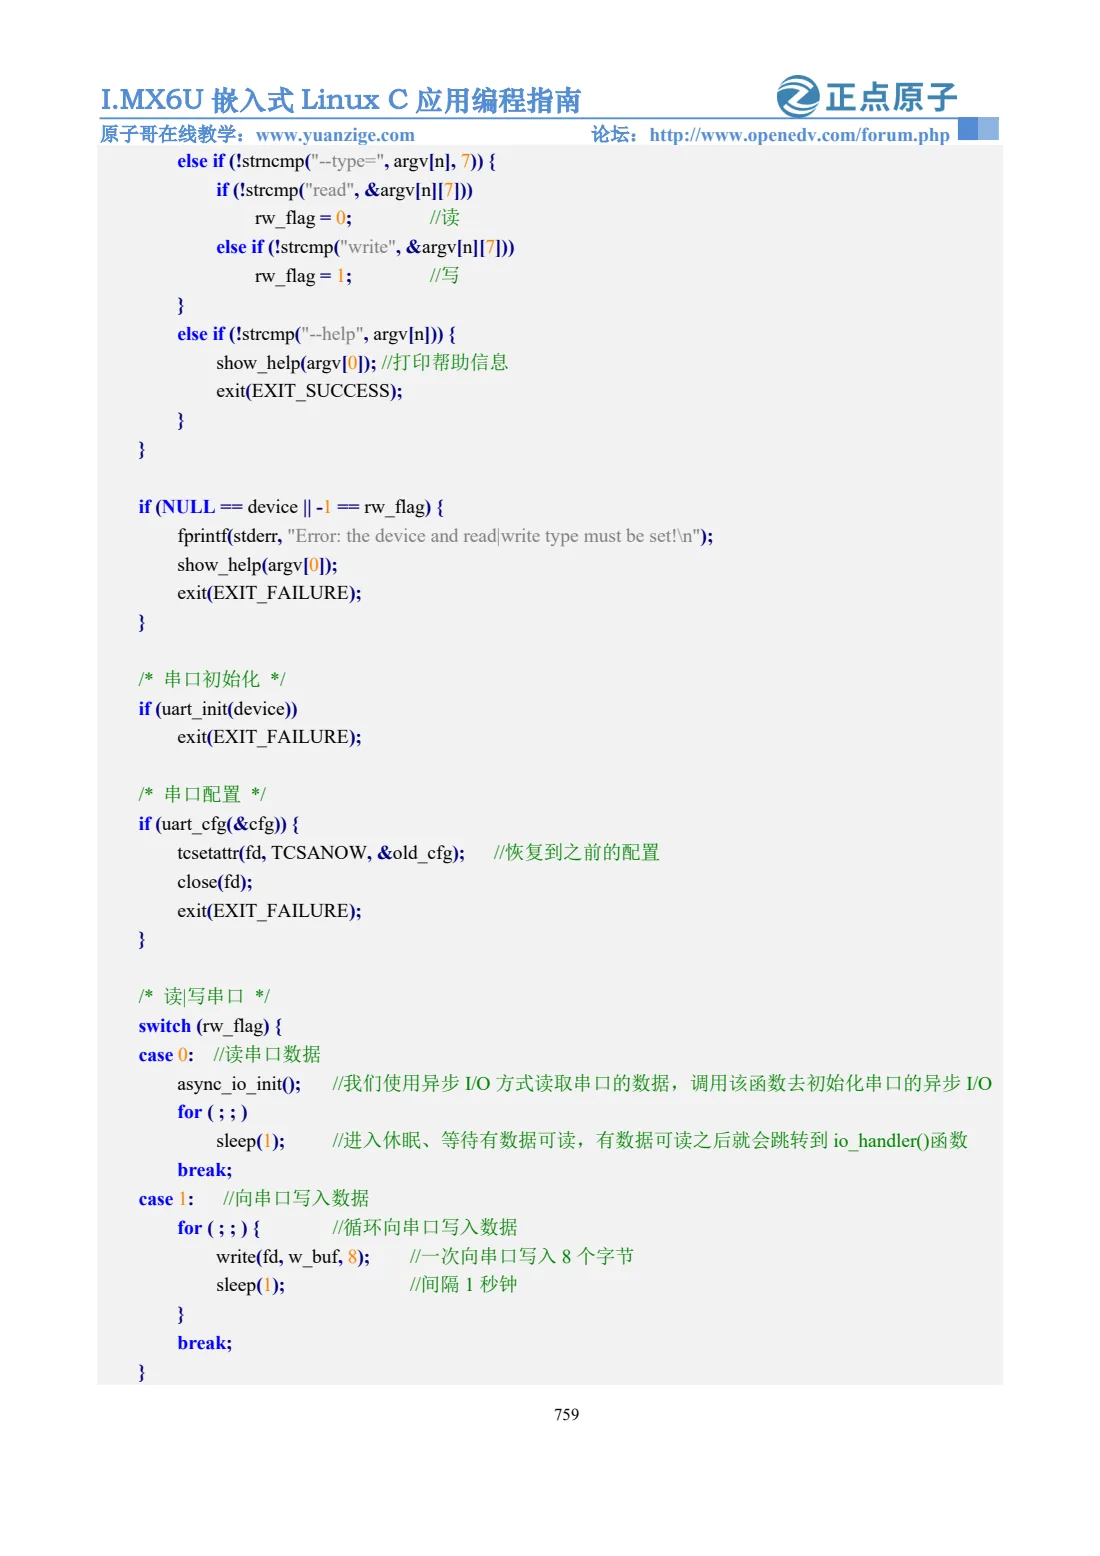 I.MX6U 嵌入式 Linux C 应用编程指南
正点原子
原子哥在线教学：www.yuanzige.com 论坛：http://www.openedv.com/forum.php
else if (!strncmp("--type=", argv[n], 7)) {
if (!strcmp("read", &argv[n][7]))
rw_flag = 0; //读
else if (!strcmp("write", &argv[n][7]))
rw_flag = 1; //写
}
else if (!strcmp("--help", argv[n])) {
show_help(argv[0]); //打印帮助信息
exit(EXIT_SUCCESS);
}
}
if (NULL == device || -1 == rw_flag) {
fprintf(stderr, "Error: the device and read|write type must be set!\n");
show_help(argv[0]);
exit(EXIT_FAILURE);
}
/* 串口初始化 */
if (uart_init(device))
exit(EXIT_FAILURE);
/* 串口配置 */
if (uart_cfg(&cfg)) {
tcsetattr(fd, TCSANOW, &old_cfg); //恢复到之前的配置
close(fd);
exit(EXIT_FAILURE);
}
/* 读|写串口 */
switch (rw_flag) {
case 0: //读串口数据
async_io_init(); //我们使用异步 I/O 方式读取串口的数据，调用该函数去初始化串口的异步 I/O
for ( ; ; )
sleep(1); //进入休眠、等待有数据可读，有数据可读之后就会跳转到 io_handler()函数
break;
case 1: //向串口写入数据
for ( ; ; ) { //循环向串口写入数据
write(fd, w_buf, 8); //一次向串口写入 8 个字节
sleep(1); //间隔 1 秒钟
}
break;
}
759